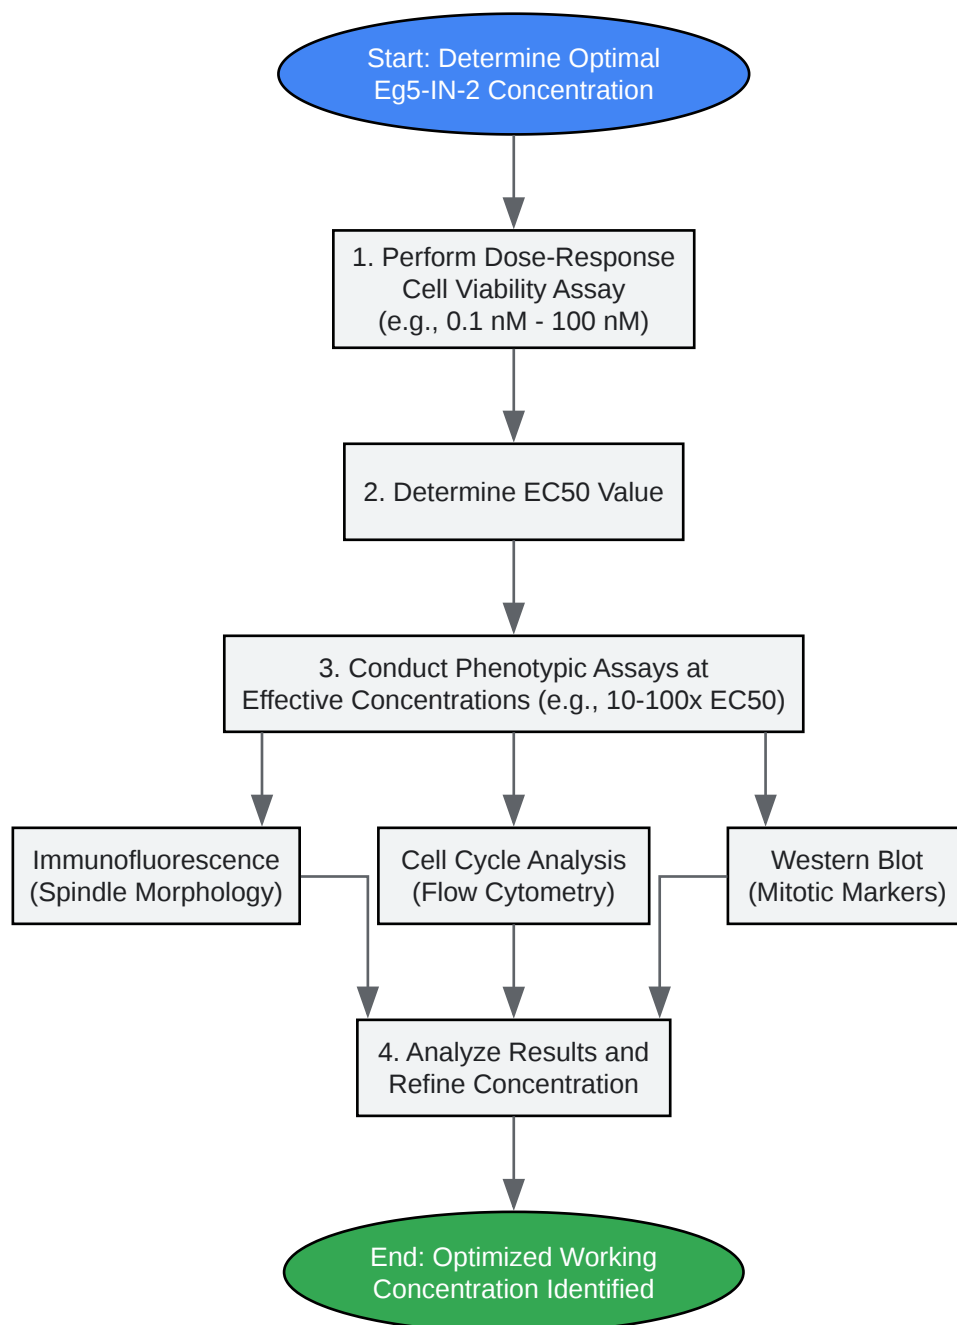 Start: Determine Optimal
Eg5-IN-2 Concentration
1. Perform Dose-Response
Cell Viability Assay
(e.g., 0.1 nM - 100 nM)
2. Determine EC50 Value
3. Conduct Phenotypic Assays at
Effective Concentrations (e.g., 10-100x EC50)
Immunofluorescence
(Spindle Morphology)
Cell Cycle Analysis
(Flow Cytometry)
Western Blot
(Mitotic Markers)
4. Analyze Results and
Refine Concentration
End: Optimized Working
Concentration Identified